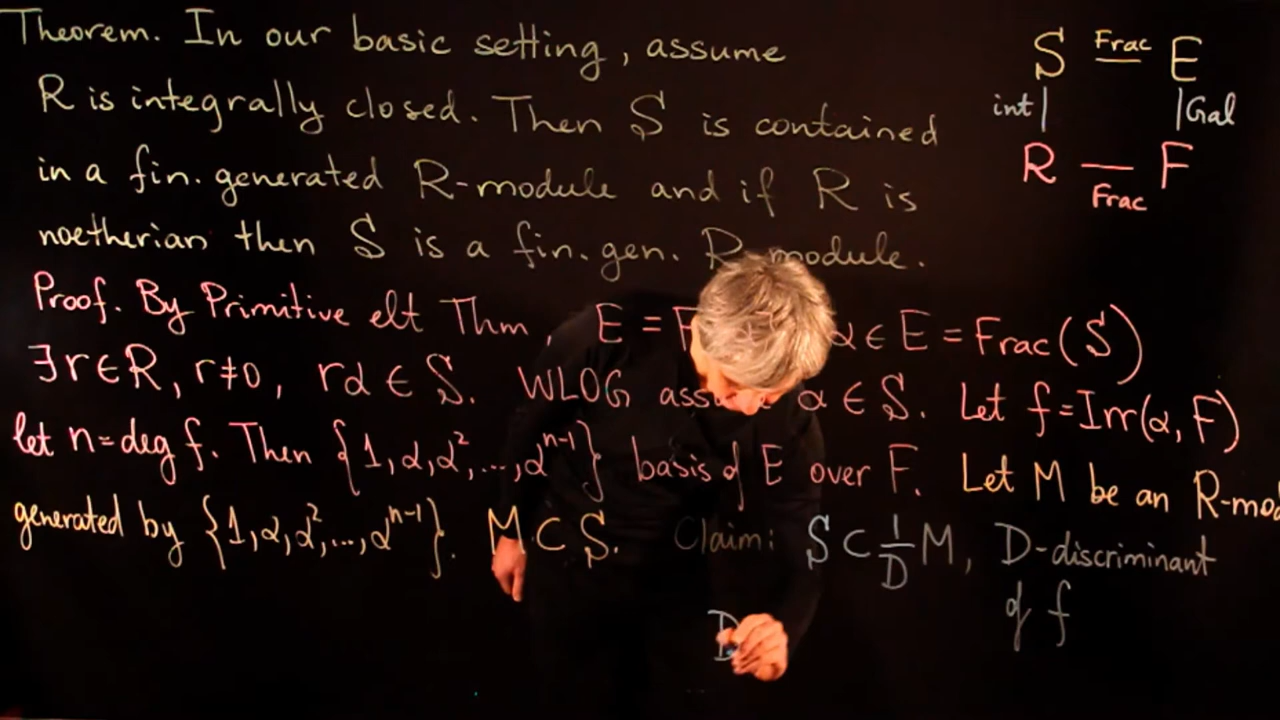 Theorem. In our basic setting, assume
R is integrally closed. Then S is contained
in a fin. generated R-module and if R is
noetherian then S is a fin. gen. R-module.
Proof. By Primitive elt Thm, E = α ∈ E = Frac(S)
∃r∈R, r≠0, rα ∈ S. WLOG α ∈ S. Let f=Irr(α, F)
let n=deg f. Then {1, α, α², ..., αⁿ⁻¹} basis of E over F. Let M be an R-mo
generated by {1, α, α², ..., αⁿ⁻¹}. M ⊂ S. Claim: S ⊂ 1/D M, D-discriminant
of f
D
S Frac E
int Gal
R — F
Frac